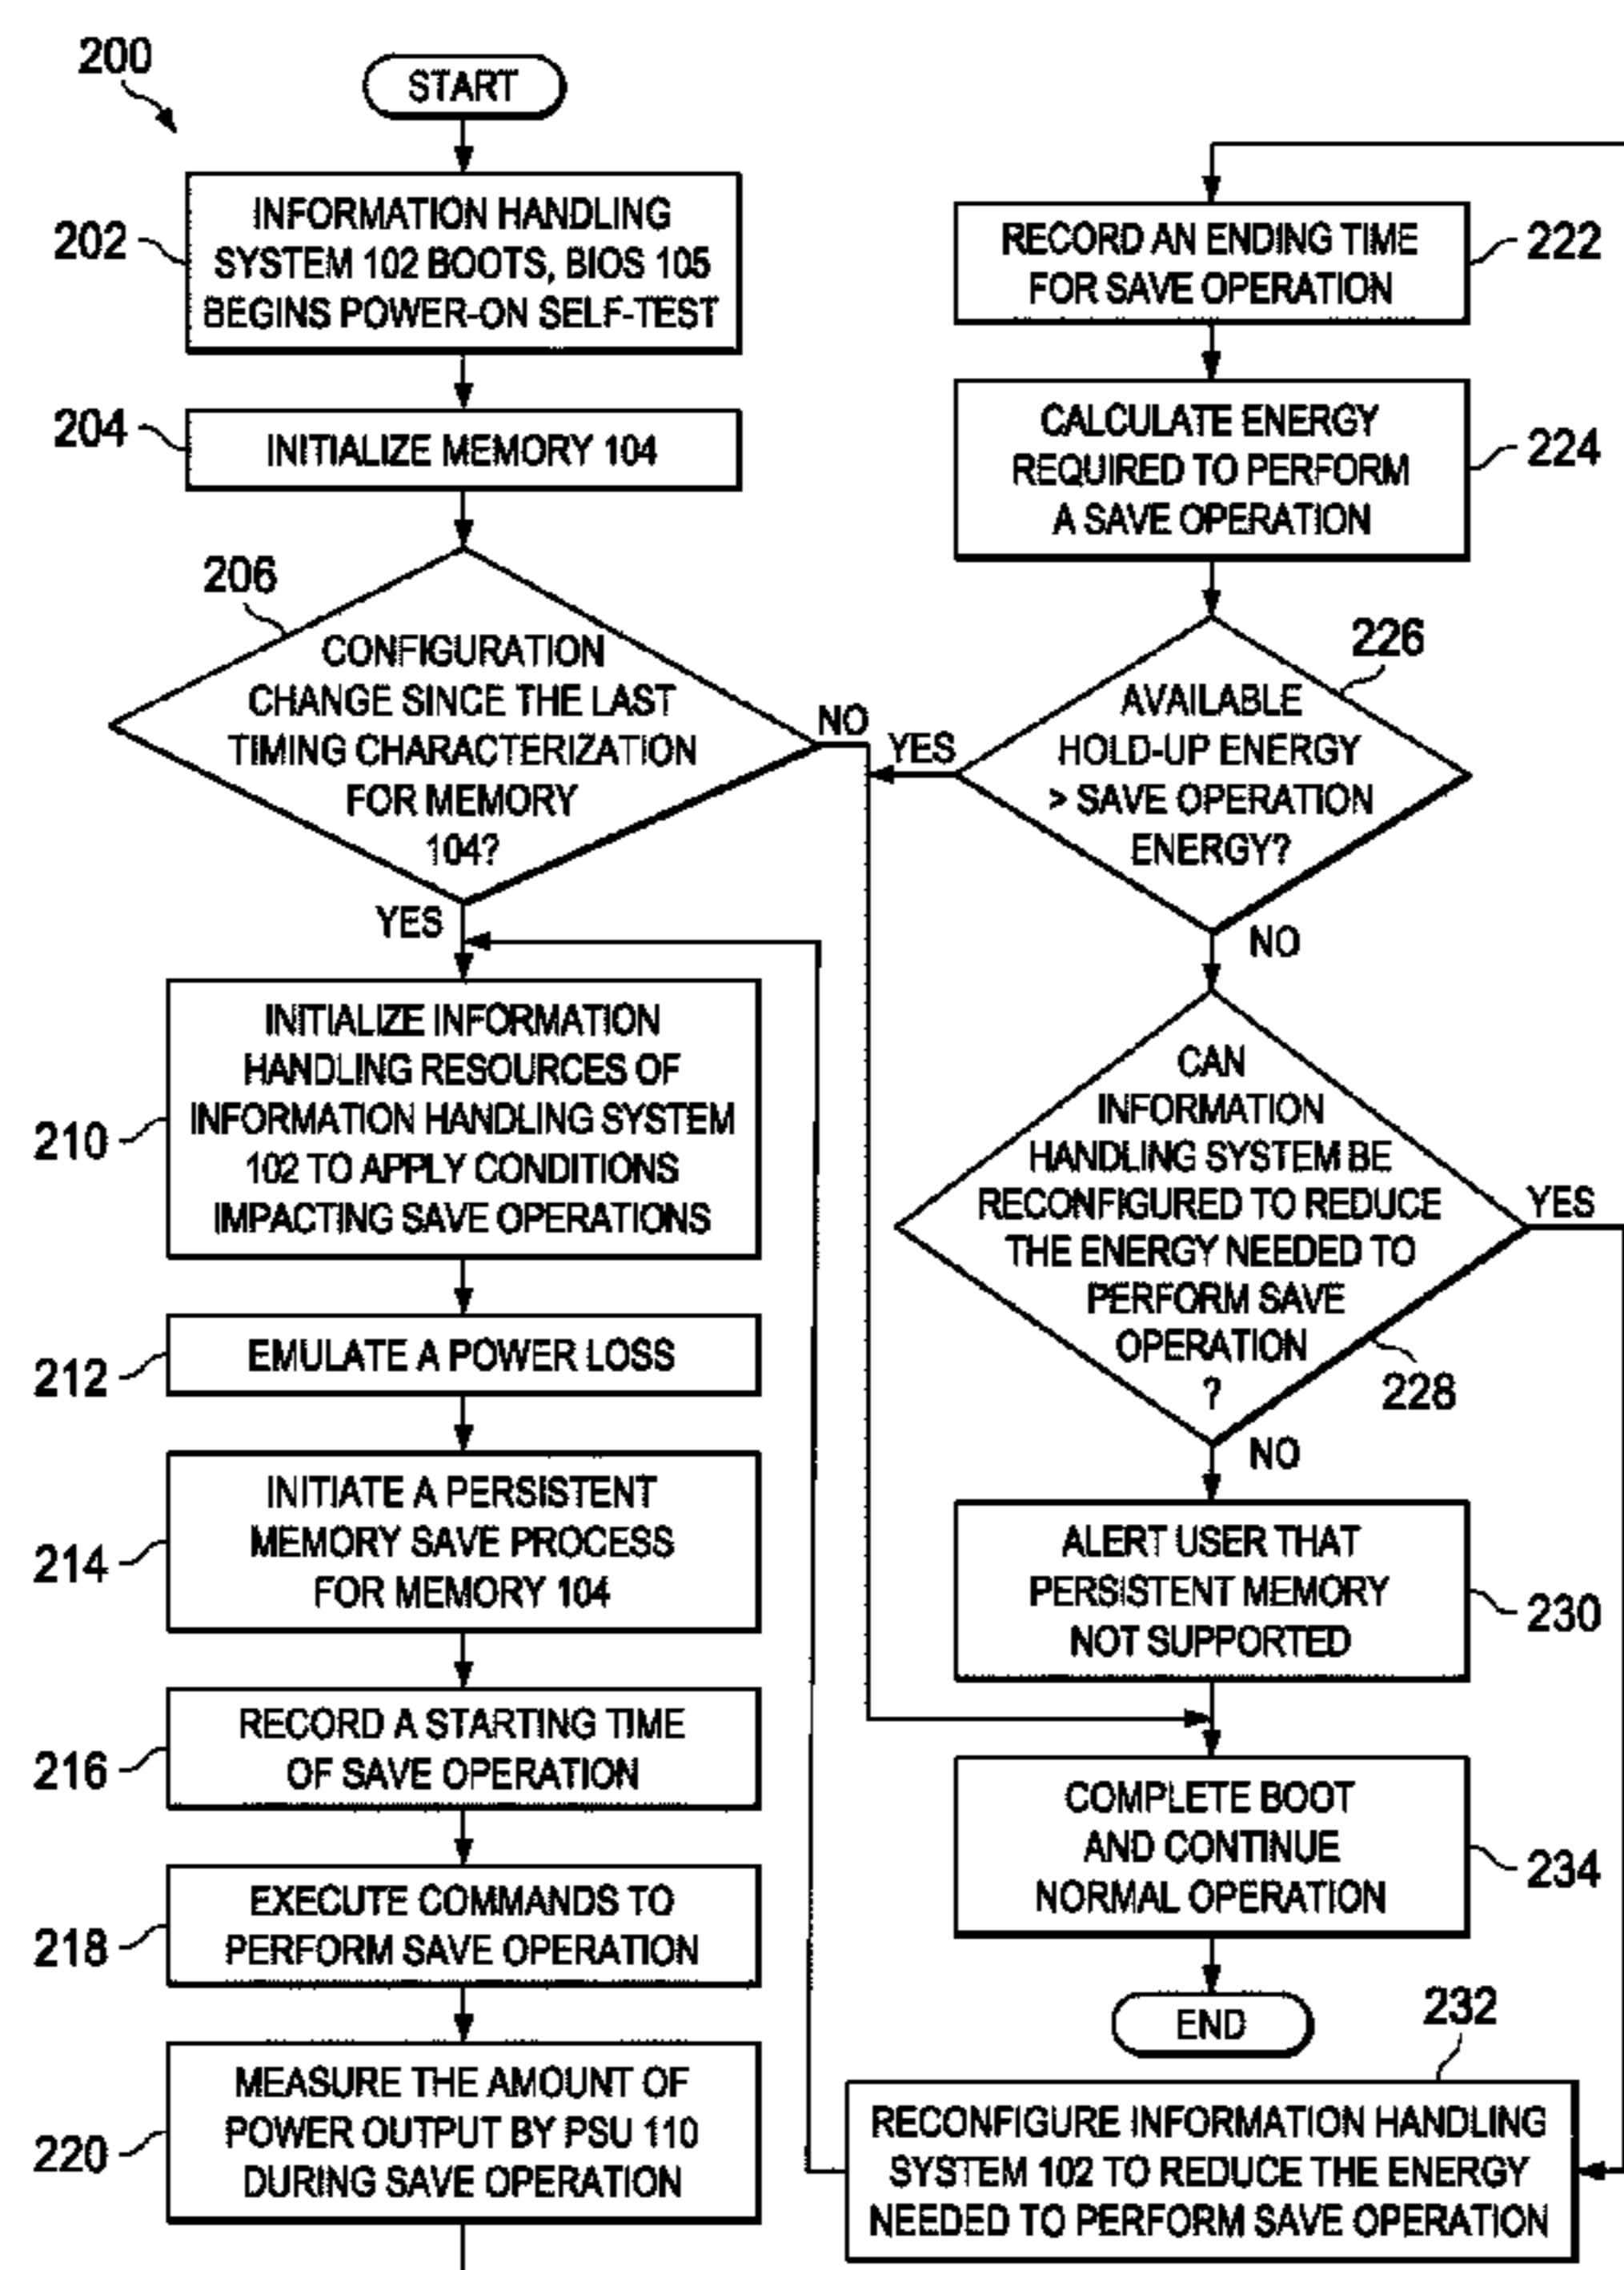 200
START
202
INFORMATION HANDLING
SYSTEM 102 BOOTS, BIOS 105
BEGINS POWER-ON SELF-TEST
204
INITIALIZE MEMORY 104
206
CONFIGURATION
CHANGE SINCE THE LAST
TIMING CHARACTERIZATION
FOR MEMORY
104?
NO
YES
210
INITIALIZE INFORMATION
HANDLING RESOURCES OF
INFORMATION HANDLING SYSTEM
102 TO APPLY CONDITIONS
IMPACTING SAVE OPERATIONS
212
EMULATE A POWER LOSS
214
INITIATE A PERSISTENT
MEMORY SAVE PROCESS
FOR MEMORY 104
216
RECORD A STARTING TIME
OF SAVE OPERATION
218
EXECUTE COMMANDS TO
PERFORM SAVE OPERATION
220
MEASURE THE AMOUNT OF
POWER OUTPUT BY PSU 110
DURING SAVE OPERATION
RECORD AN ENDING TIME
FOR SAVE OPERATION
222
CALCULATE ENERGY
REQUIRED TO PERFORM
A SAVE OPERATION
224
226
AVAILABLE
HOLD-UP ENERGY
> SAVE OPERATION
ENERGY?
YES
NO
CAN
INFORMATION
HANDLING SYSTEM BE
RECONFIGURED TO REDUCE
THE ENERGY NEEDED TO
PERFORM SAVE
OPERATION
?
YES
228
NO
ALERT USER THAT
PERSISTENT MEMORY
NOT SUPPORTED
230
COMPLETE BOOT
AND CONTINUE
NORMAL OPERATION
234
END
232
RECONFIGURE INFORMATION HANDLING
SYSTEM 102 TO REDUCE THE ENERGY
NEEDED TO PERFORM SAVE OPERATION